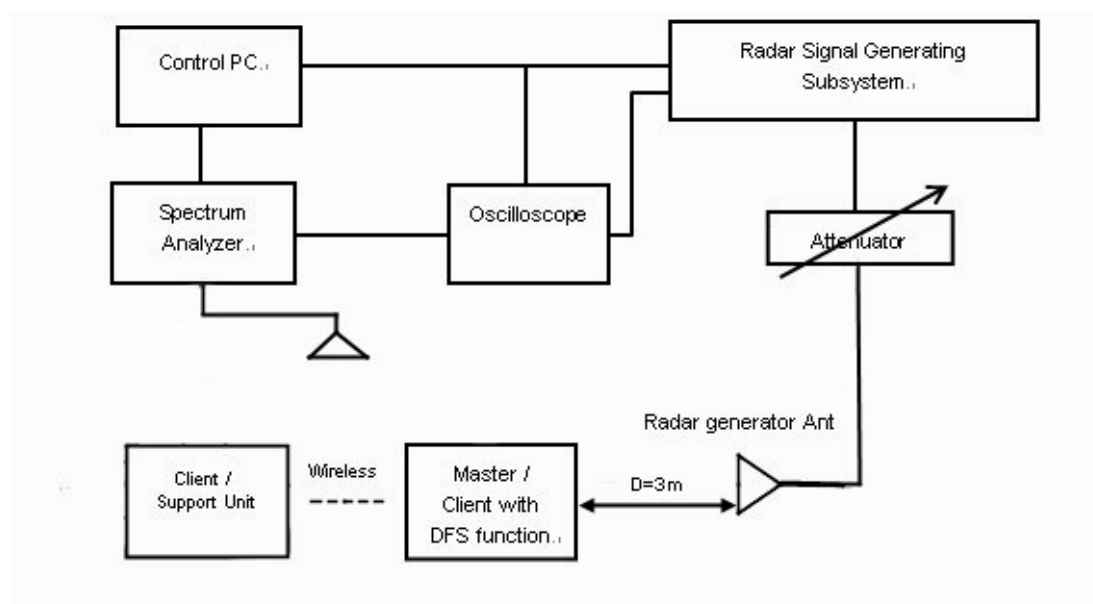 Control PC
Radar Signal Generating
Subsystem
Spectrum
Analyzer
Oscilloscope
Attenuator
Radar generator Ant
Client /
Support Unit
Wireless
Master /
Client with
DFS function
D=3m